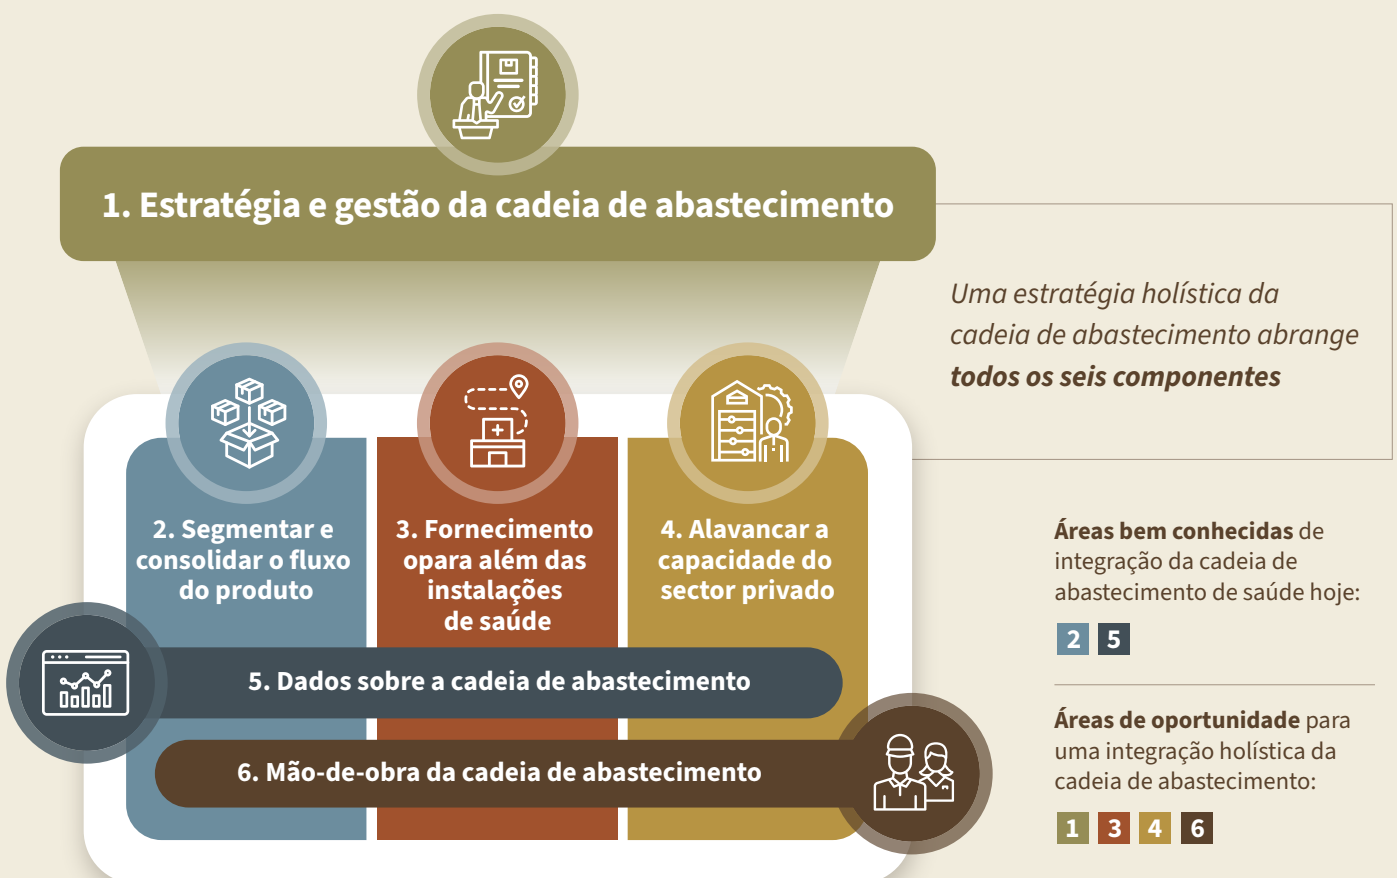 1. Estratégia e gestão da cadeia de abastecimento
Uma estratégia holística da
cadeia de abastecimento abrange
todos os seis componentes
2. Segmentar e
consolidar o fluxo
do produto
3. Fornecimento
opara além das
instalações
de saúde
4. Alavancar a
capacidade do
sector privado
5. Dados sobre a cadeia de abastecimento
6. Mão-de-obra da cadeia de abastecimento
Áreas bem conhecidas de
integração da cadeia de
abastecimento de saúde hoje:
2 5
Áreas de oportunidade para
uma integração holística da
cadeia de abastecimento:
1 3 4 6